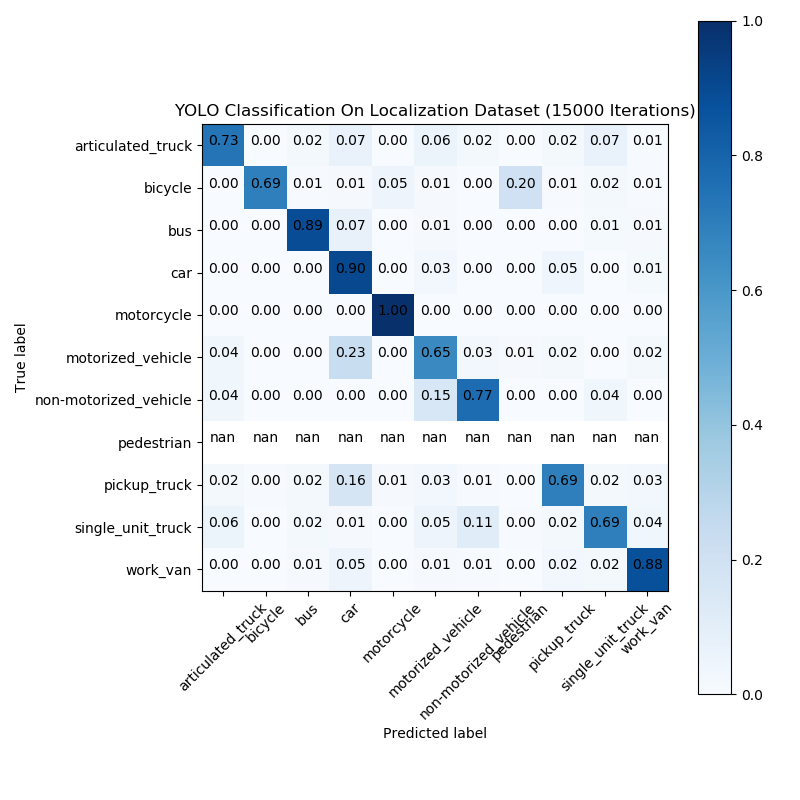 YOLO Classification On Localization Dataset (15000 Iterations)
True label
articulated_truck 0.73 0.00 0.02 0.07 0.00 0.06 0.02 0.00 0.02 0.07 0.01
bicycle 0.00 0.69 0.01 0.01 0.05 0.01 0.00 0.20 0.01 0.02 0.01
bus 0.00 0.00 0.89 0.07 0.00 0.01 0.00 0.00 0.00 0.01 0.01
car 0.00 0.00 0.00 0.90 0.00 0.03 0.00 0.00 0.05 0.00 0.01
motorcycle 0.00 0.00 0.00 0.00 1.00 0.00 0.00 0.00 0.00 0.00 0.00
motorized_vehicle 0.04 0.00 0.00 0.23 0.00 0.65 0.03 0.01 0.02 0.00 0.02
non-motorized_vehicle 0.04 0.00 0.00 0.00 0.00 0.15 0.77 0.00 0.00 0.04 0.00
pedestrian nan nan nan nan nan nan nan nan nan nan nan
pickup_truck 0.02 0.00 0.02 0.16 0.01 0.03 0.01 0.00 0.69 0.02 0.03
single_unit_truck 0.06 0.00 0.02 0.01 0.00 0.05 0.11 0.00 0.02 0.69 0.04
work_van 0.00 0.00 0.01 0.05 0.00 0.01 0.01 0.00 0.02 0.02 0.88
articulated_truck bicycle bus car motorcycle motorized_vehicle non-motorized_vehicle pedestrian pickup_truck single_unit_truck work_van
Predicted label
1.0
0.8
0.6
0.4
0.2
0.0